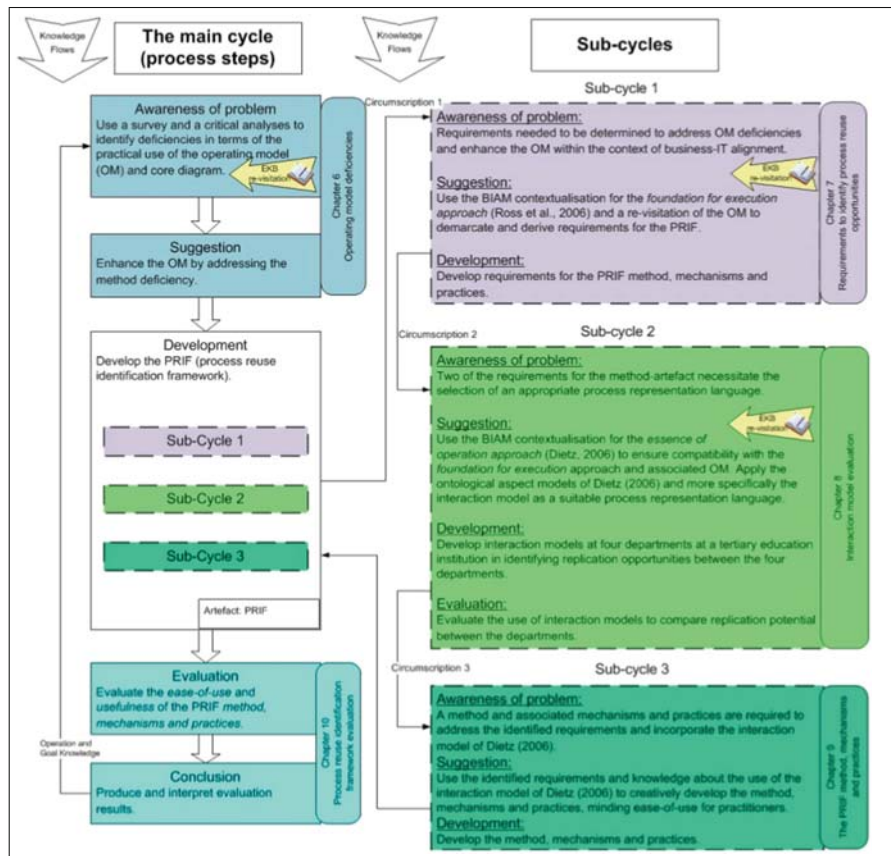 Knowledge
Flows
The main cycle
(process steps)
Knowledge
Flows
Sub-cycles
Awareness of problem
Use a survey and a critical analyses to
identify deficiencies in terms of the
practical use of the operating model
(OM) and core diagram.
EKB
re-visitation
Chapter 6
Operating model deficiencies
Suggestion
Enhance the OM by addressing the
method deficiency.
Development
Develop the PRIF (process reuse
identification framework).
Sub-Cycle 1
Sub-Cycle 2
Sub-Cycle 3
Artefact: PRIF
Evaluation
Evaluate the ease-of-use and
usefulness of the PRIF method,
mechanisms and practices.
Chapter 10
Process reuse identification
framework evaluation
Operation and
Goal Knowledge
Conclusion
Produce and interpret evaluation
results.
Circumscription 1
Sub-cycle 1
Awareness of problem:
Requirements needed to be determined to address OM deficiencies
and enhance the OM within the context of business-IT alignment.
EKB
re-visitation
Suggestion:
Use the BIAM contextualisation for the foundation for execution
approach (Ross et al., 2006) and a re-visitation of the OM to
demarcate and derive requirements for the PRIF.
Development:
Develop requirements for the PRIF method, mechanisms and
practices.
Chapter 7
Requirements to identify process reuse
opportunities
Circumscription 2
Sub-cycle 2
Awareness of problem:
Two of the requirements for the method-artefact necessitate the
selection of an appropriate process representation language.
EKB
re-visitation
Suggestion:
Use the BIAM contextualisation for the essence of
operation approach (Dietz, 2006) to ensure compatibility with the
foundation for execution approach and associated OM. Apply the
ontological aspect models of Dietz (2006) and more specifically the
interaction model as a suitable process representation language.
Development:
Develop interaction models at four departments at a tertiary education
institution in identifying replication opportunities between the four
departments.
Evaluation:
Evaluate the use of interaction models to compare replication potential
between the departments.
Chapter 8
Interaction model evaluation
Circumscription 3
Sub-cycle 3
Awareness of problem:
A method and associated mechanisms and practices are required to
address the identified requirements and incorporate the interaction
model of Dietz (2006).
Suggestion:
Use the identified requirements and knowledge about the use of the
interaction model of Dietz (2006) to creatively develop the method,
mechanisms and practices, minding ease-of-use for practitioners.
Development:
Develop the method, mechanisms and practices.
Chapter 9
The PRIF method, mechanisms
and practices